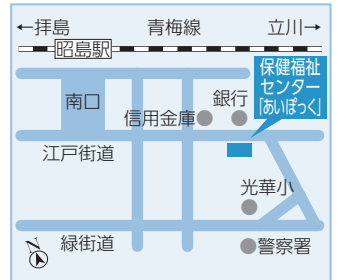 ←拝島 青梅線 立川→
昭島駅
保健福祉
センター
「あいぽっく」
南口
銀行
信用金庫
江戸街道
光華小
緑街道
警察署
N